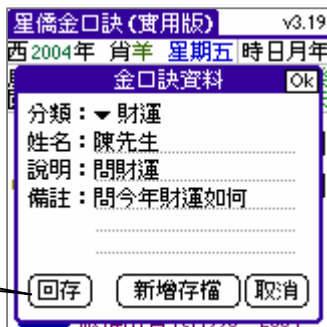 星僑金口訣(實用版) v3.19
西2004年 肖羊 星期五 時日月年
金口訣資料 Ok
分類：財運
姓名：陳先生
說明：問財運
備註：問今年財運如何
回存 新增存檔 取消